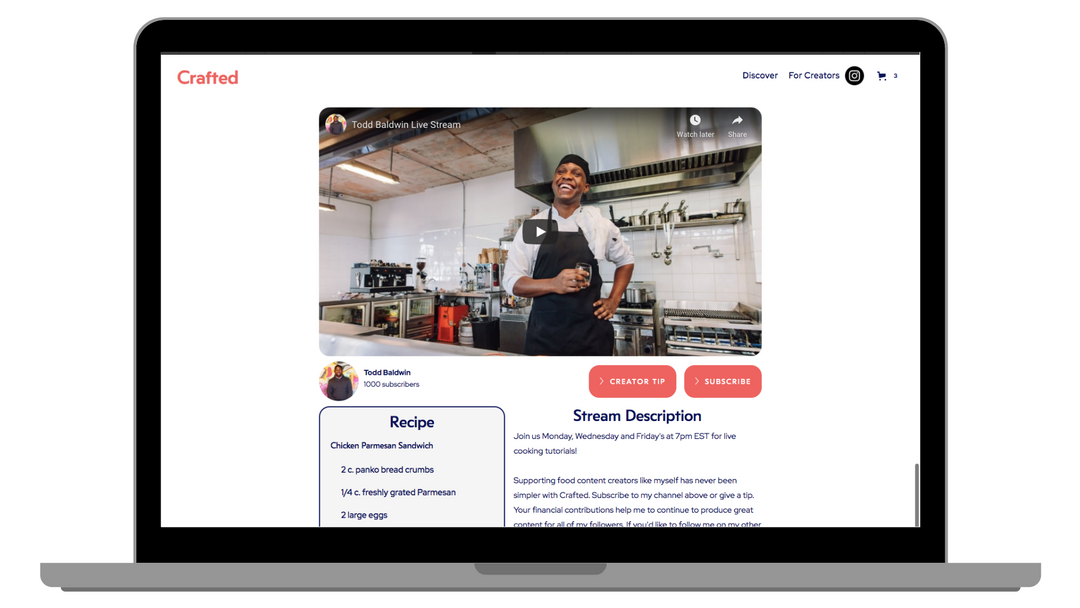 Crafted
Discover
For Creators
3
Todd Baldwin Live Stream
Watch later
Share
Todd Baldwin
1000 subscribers
CREATOR TIP
SUBSCRIBE
Recipe
Chicken Parmesan Sandwich
2 c. panko bread crumbs
1/4 c. freshly grated Parmesan
2 large eggs
Stream Description
Join us Monday, Wednesday and Friday's at 7pm EST for live
cooking tutorials!
Supporting food content creators like myself has never been
simpler with Crafted. Subscribe to my channel above or give a tip.
Your financial contributions help me to continue to produce great
content for all of my followers. If you'd like to follow me on my other